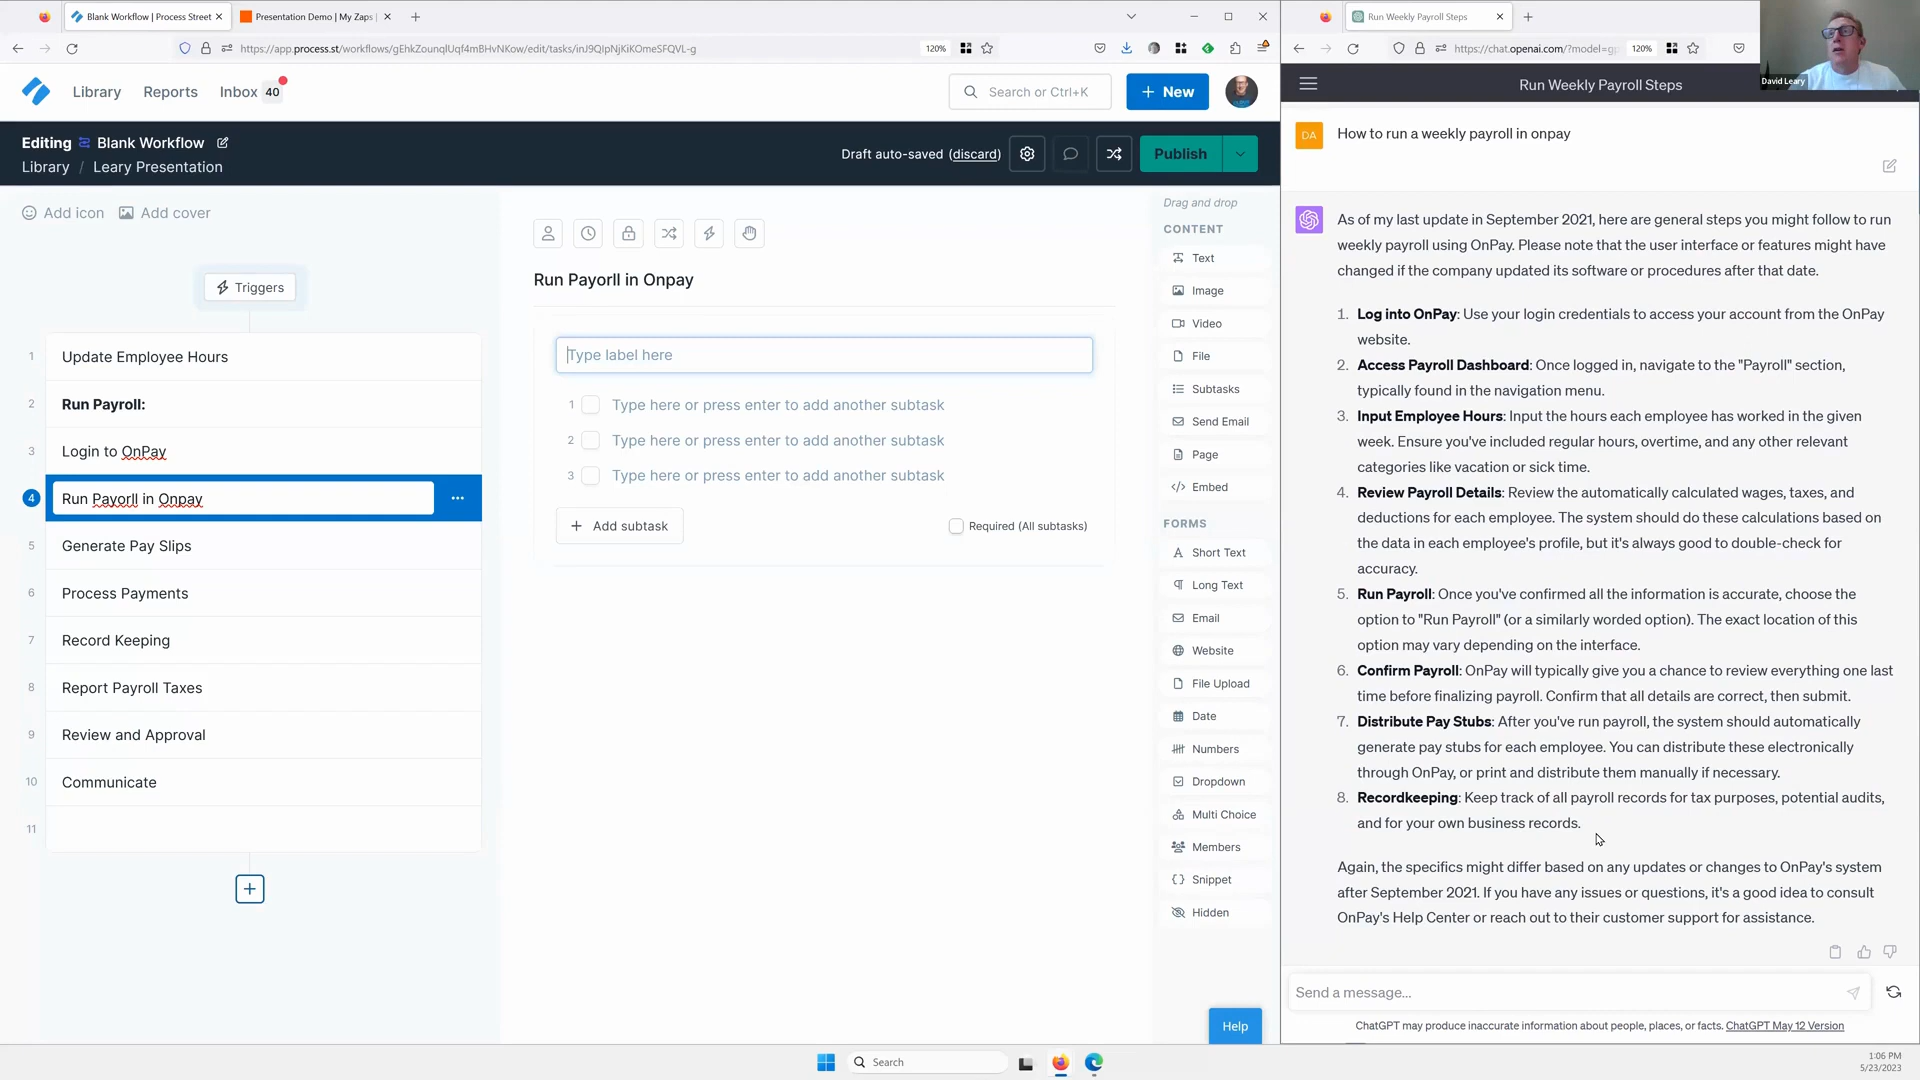 Blank Workflow | Process Street
Presentation Demo | My Zaps |
https://app.process.st/workflows/gEhkZounqlUqf4mBHvNKow/edit/tasks/inJ9QIpNjKiKOmeSFQVL-g
120%
Library
Reports
Inbox
40
Search or Ctrl+K
+ New
Editing
Blank Workflow
Library / Leary Presentation
Draft auto-saved (discard)
Publish
Add icon
Add cover
Triggers
1 Update Employee Hours
2 Run Payroll:
3 Login to OnPay
4 Run Payorll in Onpay
5 Generate Pay Slips
6 Process Payments
7 Record Keeping
8 Report Payroll Taxes
9 Review and Approval
10 Communicate
11
Run Payorll in Onpay
Type label here
1 Type here or press enter to add another subtask
2 Type here or press enter to add another subtask
3 Type here or press enter to add another subtask
+ Add subtask
Required (All subtasks)
Drag and drop
CONTENT
Text
Image
Video
File
Subtasks
Send Email
Page
Embed
FORMS
Short Text
Long Text
Email
Website
File Upload
Date
Numbers
Dropdown
Multi Choice
Members
Snippet
Hidden
Help
Run Weekly Payroll Steps
https://chat.openai.com/?model=gp
120%
David Leary
Run Weekly Payroll Steps
DA
How to run a weekly payroll in onpay
As of my last update in September 2021, here are general steps you might follow to run
weekly payroll using OnPay. Please note that the user interface or features might have
changed if the company updated its software or procedures after that date.
1. Log into OnPay: Use your login credentials to access your account from the OnPay
website.
2. Access Payroll Dashboard: Once logged in, navigate to the "Payroll" section,
typically found in the navigation menu.
3. Input Employee Hours: Input the hours each employee has worked in the given
week. Ensure you've included regular hours, overtime, and any other relevant
categories like vacation or sick time.
4. Review Payroll Details: Review the automatically calculated wages, taxes, and
deductions for each employee. The system should do these calculations based on
the data in each employee's profile, but it's always good to double-check for
accuracy.
5. Run Payroll: Once you've confirmed all the information is accurate, choose the
option to "Run Payroll" (or a similarly worded option). The exact location of this
option may vary depending on the interface.
6. Confirm Payroll: OnPay will typically give you a chance to review everything one last
time before finalizing payroll. Confirm that all details are correct, then submit.
7. Distribute Pay Stubs: After you've run payroll, the system should automatically
generate pay stubs for each employee. You can distribute these electronically
through OnPay, or print and distribute them manually if necessary.
8. Recordkeeping: Keep track of all payroll records for tax purposes, potential audits,
and for your own business records.
Again, the specifics might differ based on any updates or changes to OnPay's system
after September 2021. If you have any issues or questions, it's a good idea to consult
OnPay's Help Center or reach out to their customer support for assistance.
Send a message...
ChatGPT may produce inaccurate information about people, places, or facts. ChatGPT May 12 Version
Search
1:06 PM
5/23/2023